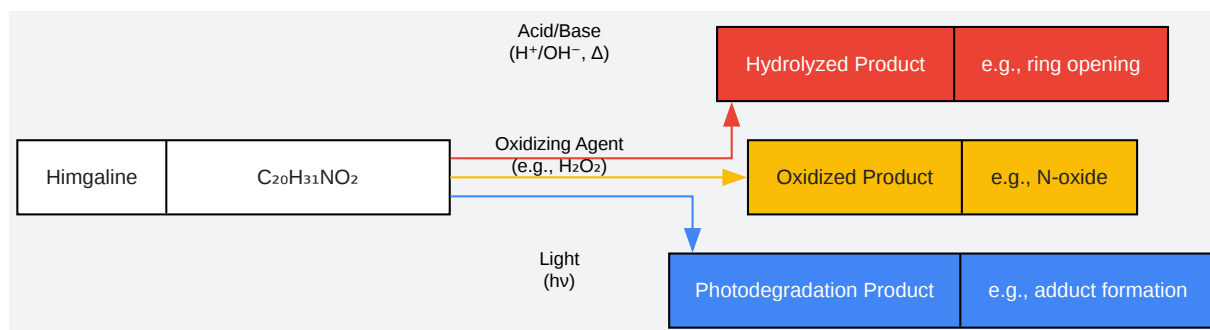 Acid/Base
(H⁺/OH⁻, Δ)
Hydrolyzed Product
e.g., ring opening
Himgaline
C₂₀H₃₁NO₂
Oxidizing Agent
(e.g., H₂O₂)
Oxidized Product
e.g., N-oxide
Light
(hν)
Photodegradation Product
e.g., adduct formation